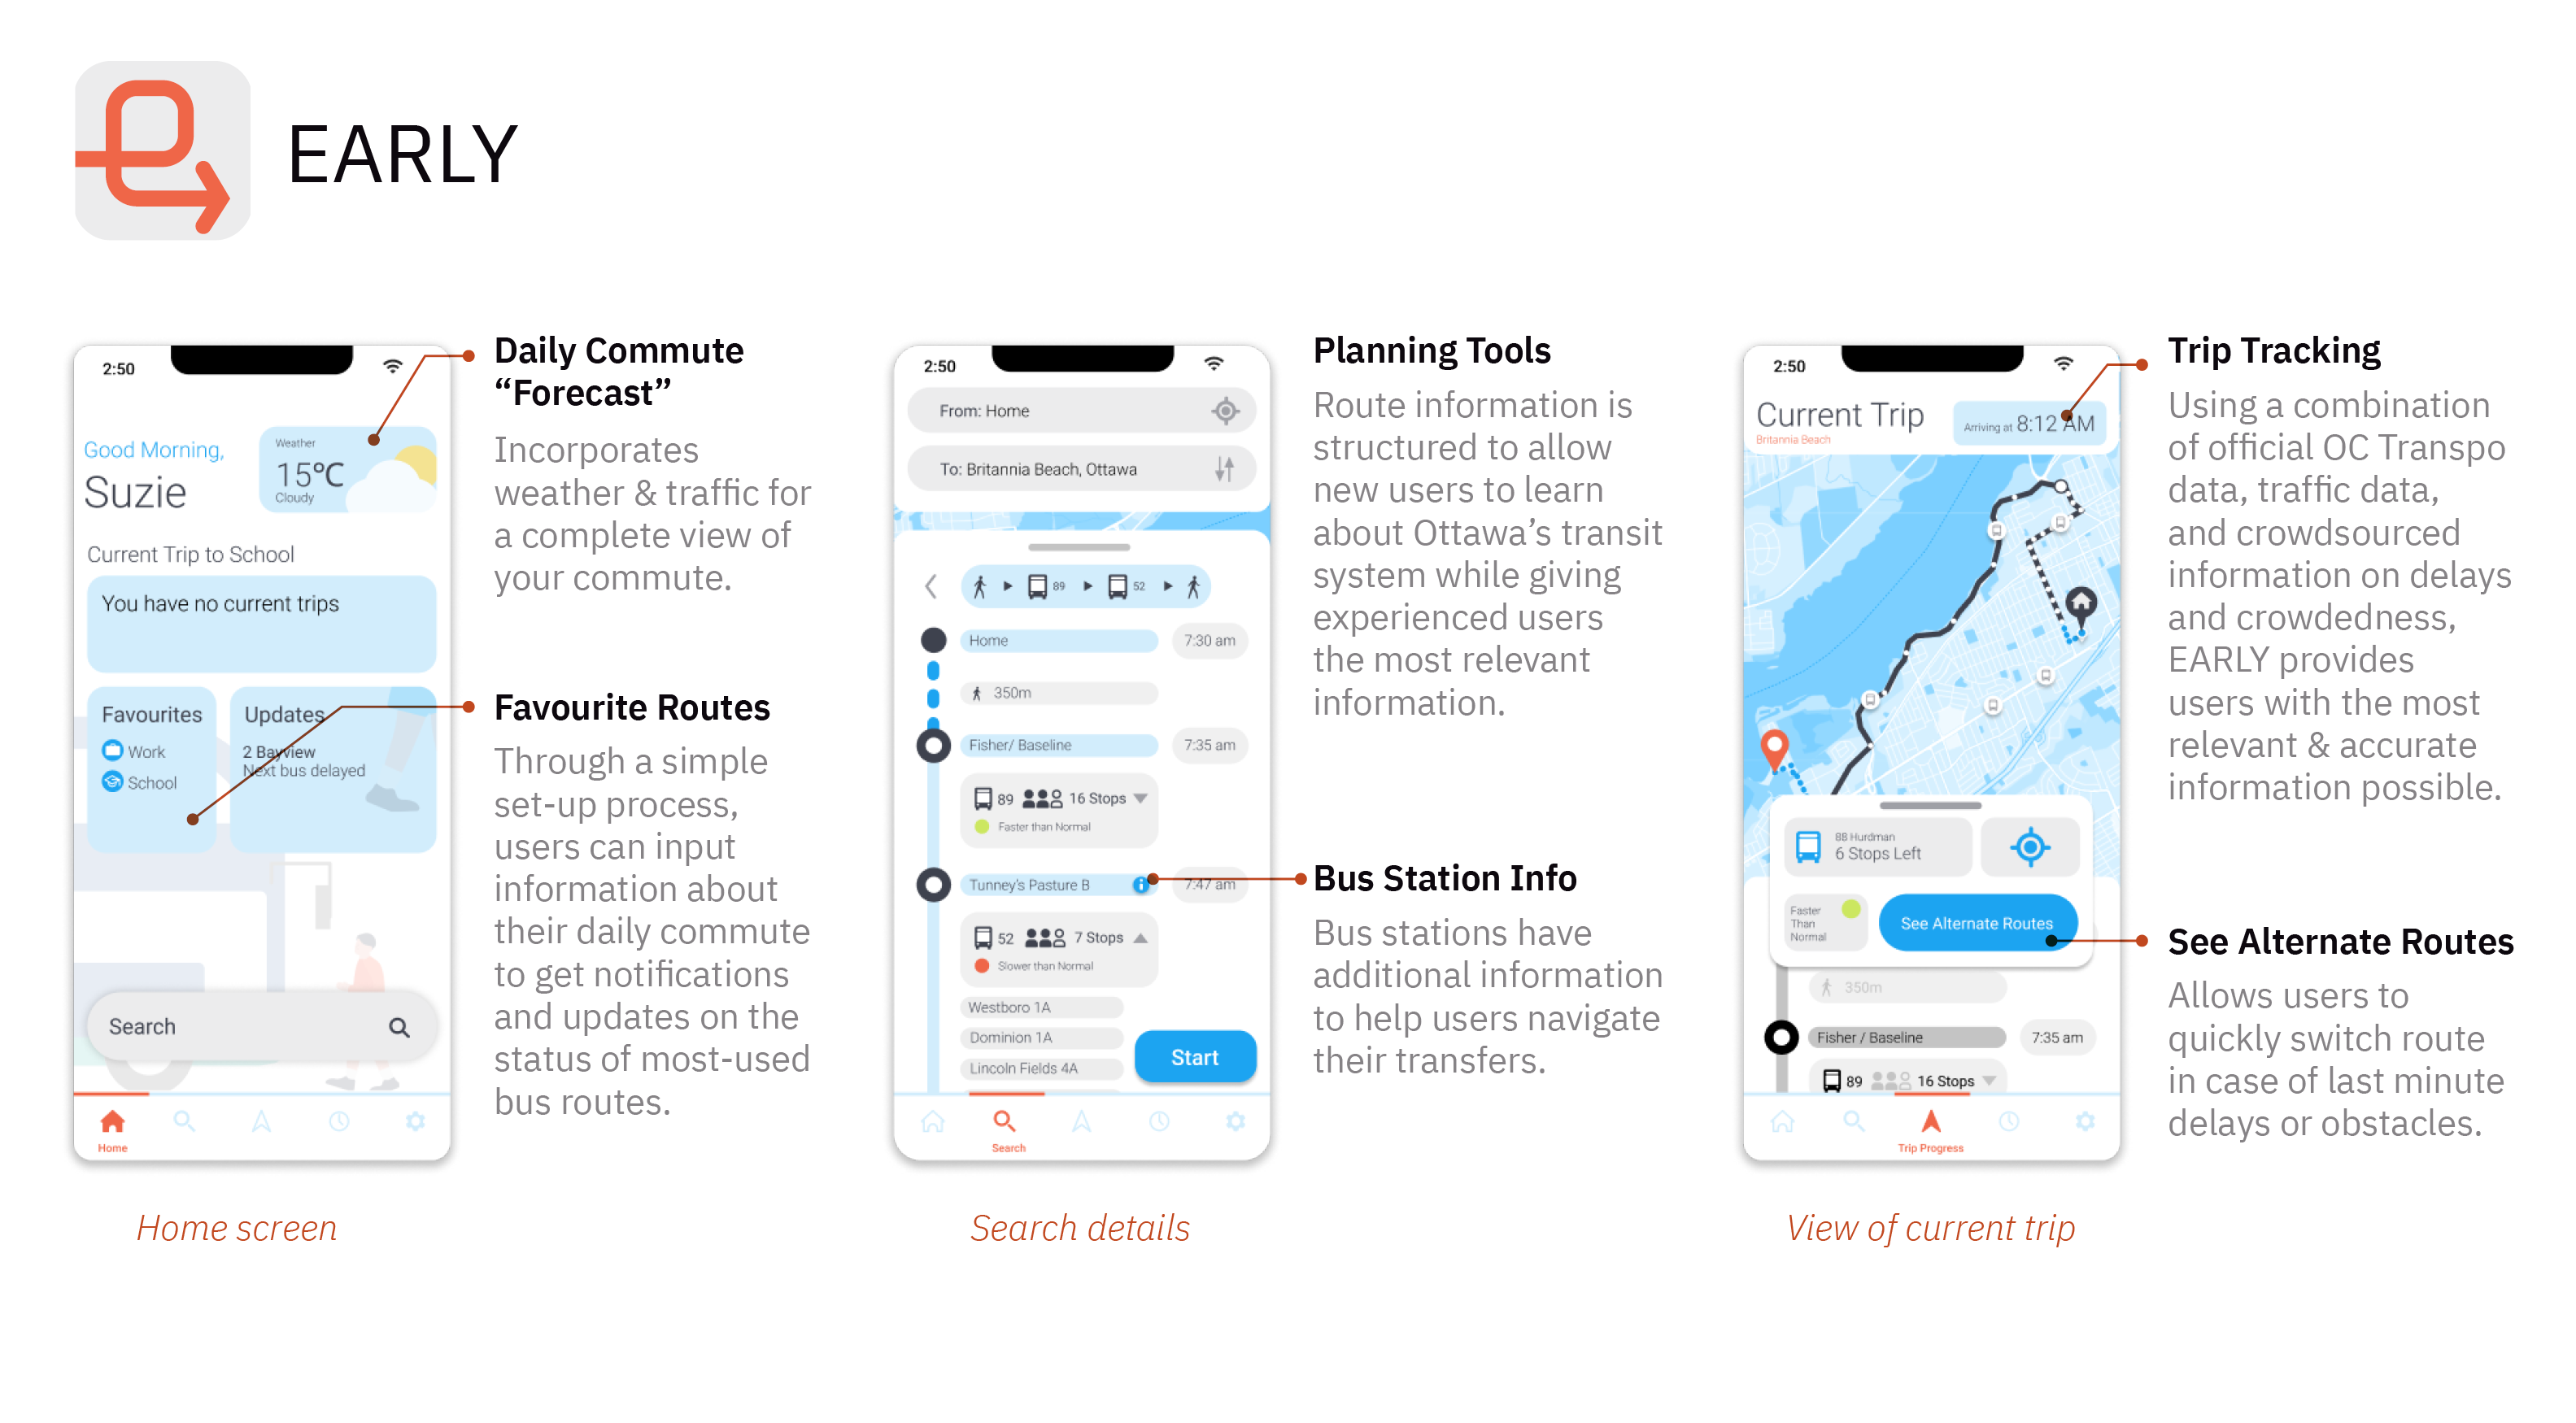 EARLY
2:50
Good Morning,
Suzie
Weather
15°C
Cloudy
Current Trip to School
You have no current trips
Favourites
Work
School
Updates
2 Bayview
Next bus delayed
Search
Home
Home screen
Daily Commute
“Forecast”
Incorporates
weather & traffic for
a complete view of
your commute.
Favourite Routes
Through a simple
set-up process,
users can input
information about
their daily commute
to get notifications
and updates on the
status of most-used
bus routes.
2:50
From: Home
To: Britannia Beach, Ottawa
89 52
Home 7:30 am
350m
Fisher/ Baseline 7:35 am
89 16 Stops
Faster than Normal
Tunney's Pasture B 7:47 am
52 7 Stops
Slower than Normal
Westboro 1A
Dominion 1A
Lincoln Fields 4A
Start
Search
Search details
Planning Tools
Route information is
structured to allow
new users to learn
about Ottawa’s transit
system while giving
experienced users
the most relevant
information.
Bus Station Info
Bus stations have
additional information
to help users navigate
their transfers.
2:50
Current Trip
Britannia Beach
Arriving at 8:12 AM
88 Hurdman
6 Stops Left
Faster
Than
Normal
See Alternate Routes
350m
Fisher / Baseline 7:35 am
89 16 Stops
Trip Progress
View of current trip
Trip Tracking
Using a combination
of official OC Transpo
data, traffic data,
and crowdsourced
information on delays
and crowdedness,
EARLY provides
users with the most
relevant & accurate
information possible.
See Alternate Routes
Allows users to
quickly switch route
in case of last minute
delays or obstacles.